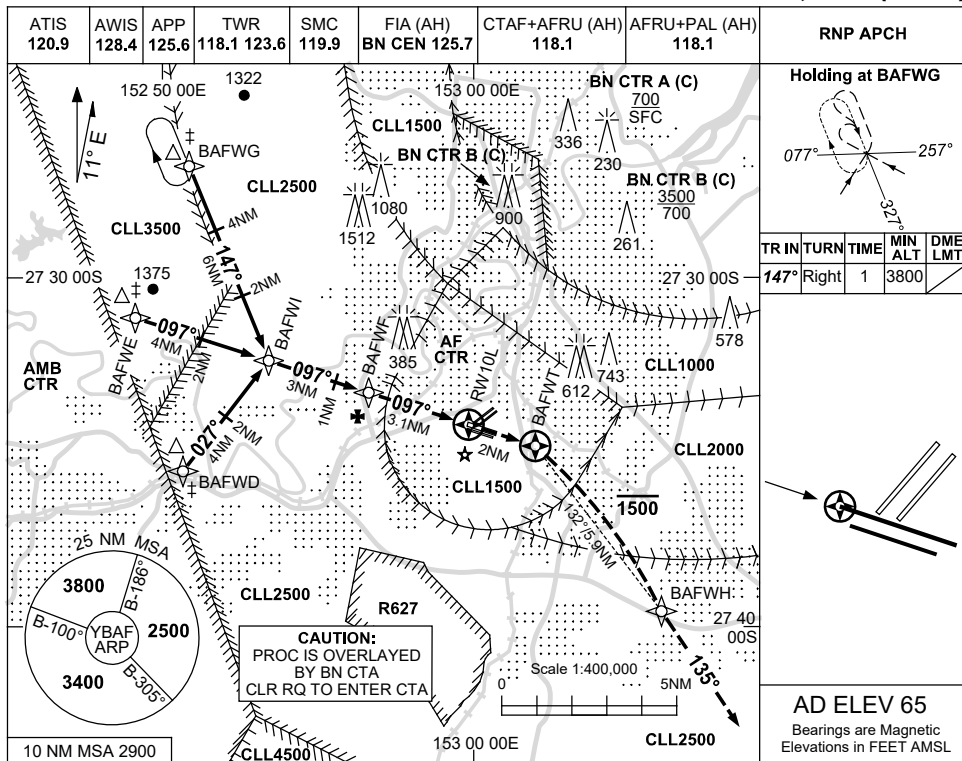 ATIS
120.9
AWIS
128.4
APP
125.6
TWR
118.1 123.6
SMC
119.9
FIA (AH)
BN CEN 125.7
CTAF+AFRU (AH)
118.1
AFRU+PAL (AH)
118.1
RNP APCH
152 50 00E
1322
153 00 00E
BN CTR A (C)
700
SFC
11° E
BAFWG
CLL1500
336
230
BN CTR B (C)
CLL2500
4NM
1080
1512
900
BN CTR B (C)
3500
700
261
CLL3500
147°
6NM
27 30 00S
1375
2NM
27 30 00S
BAFWI
BAFWF
385
AF
CTR
RW 10L
BAFWT
612
743
578
CLL1000
097°
4NM
2NM
BAFWE
AMB
CTR
097°
3NM
1NM
097°
3.1NM
2NM
027°
2NM
4NM
BAFWD
CLL1500
CLL2000
1500
132°/5.9NM
25 NM MSA
3800
B-186°
B-100°
YBAF
ARP
2500
3400
B-305°
CLL2500
R627
BAFWH
27 40
00S
CAUTION:
PROC IS OVERLAYED
BY BN CTA
CLR RQ TO ENTER CTA
Scale 1:400,000
0
5NM
135°
10 NM MSA 2900
CLL4500
153 00 00E
CLL2500
Holding at BAFWG
077°
257°
327°
TR IN TURN TIME MIN ALT DME LMT
147° Right 1 3800
AD ELEV 65
Bearings are Magnetic
Elevations in FEET AMSL